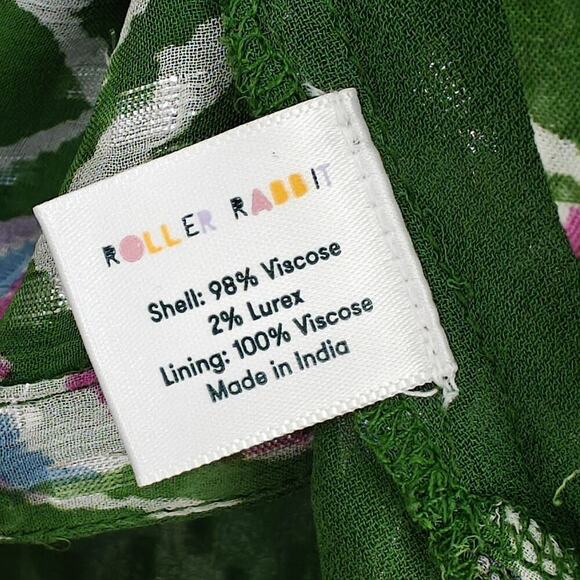 ROLLER RABBIT
Shell: 98% Viscose
2% Lurex
Lining: 100% Viscose
Made in India